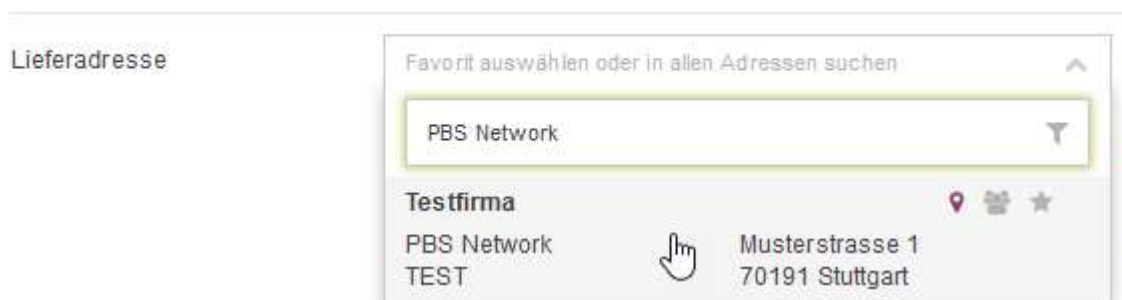 Lieferadresse
Favorit auswählen oder in allen Adressen suchen
PBS Network
Testfirma
PBS Network
Musterstrasse 1
TEST
70191 Stuttgart